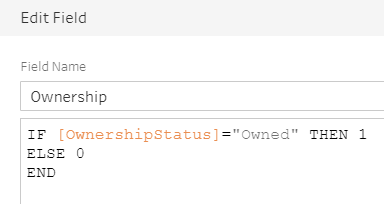 Edit Field
Field Name
Ownership
IF [OwnershipStatus]="Owned" THEN 1
ELSE 0
END